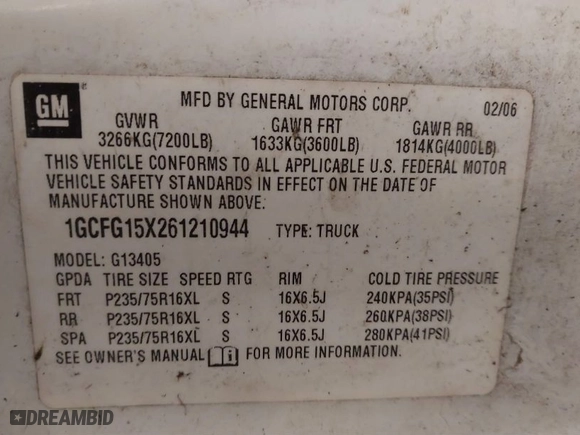 GM
MFD BY GENERAL MOTORS CORP. 02/06
GVWR GAWR FRT GAWR RR
3266KG(7200LB) 1633KG(3600LB) 1814KG(4000LB)
THIS VEHICLE CONFORMS TO ALL APPLICABLE U.S. FEDERAL MOTOR
VEHICLE SAFETY STANDARDS IN EFFECT ON THE DATE OF
MANUFACTURE SHOWN ABOVE:
1GCFG15X261210944 TYPE: TRUCK
MODEL: G13405
GPDA TIRE SIZE SPEED RTG RIM COLD TIRE PRESSURE
FRT P235/75R16XL S 16X6.5J 240KPA(35PSI)
RR P235/75R16XL S 16X6.5J 260KPA(38PSI)
SPA P235/75R16XL S 16X6.5J 280KPA(41PSI)
SEE OWNER'S MANUAL i FOR MORE INFORMATION.
DREAMBID